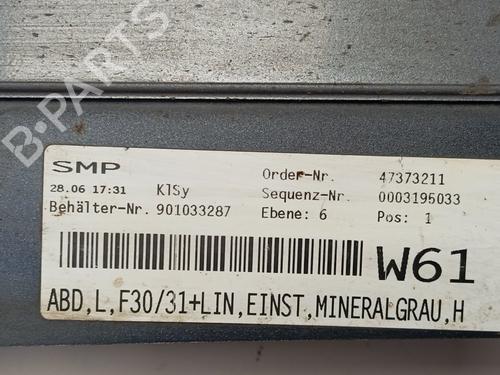 B-PARTS
SMP Order-Nr. 47373211
28.06 17:31 KlSy Sequenz-Nr. 0003195033
Behälter-Nr. 901033287 Ebene: 6 Pos: 1
W61
ABD,L,F30/31+LIN,EINST,MINERALGRAU,H